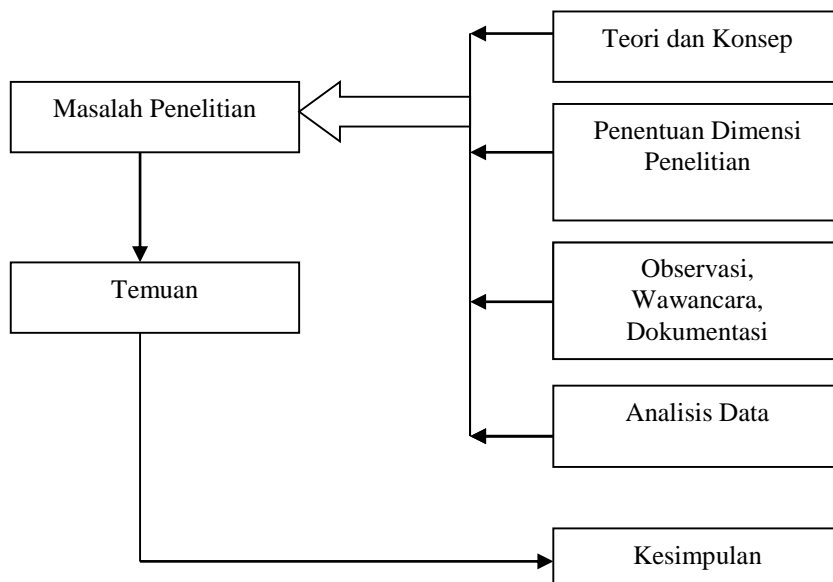 Teori dan Konsep
Masalah Penelitian
Penentuan Dimensi
Penelitian
Temuan
Observasi,
Wawancara,
Dokumentasi
Analisis Data
Kesimpulan